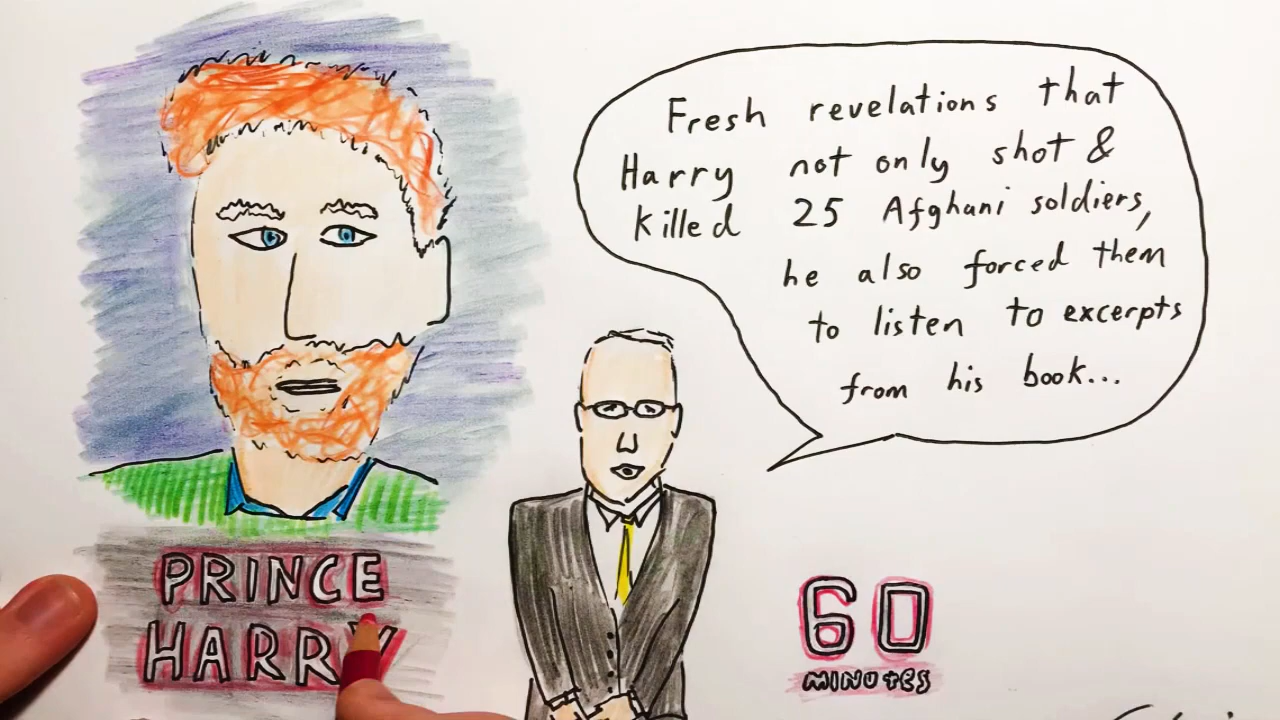 Fresh revelations that
Harry not only shot &
killed 25 Afghani soldiers,
he also forced them
to listen to excerpts
from his book...
PRINCE
HARRY
60
MINUTES